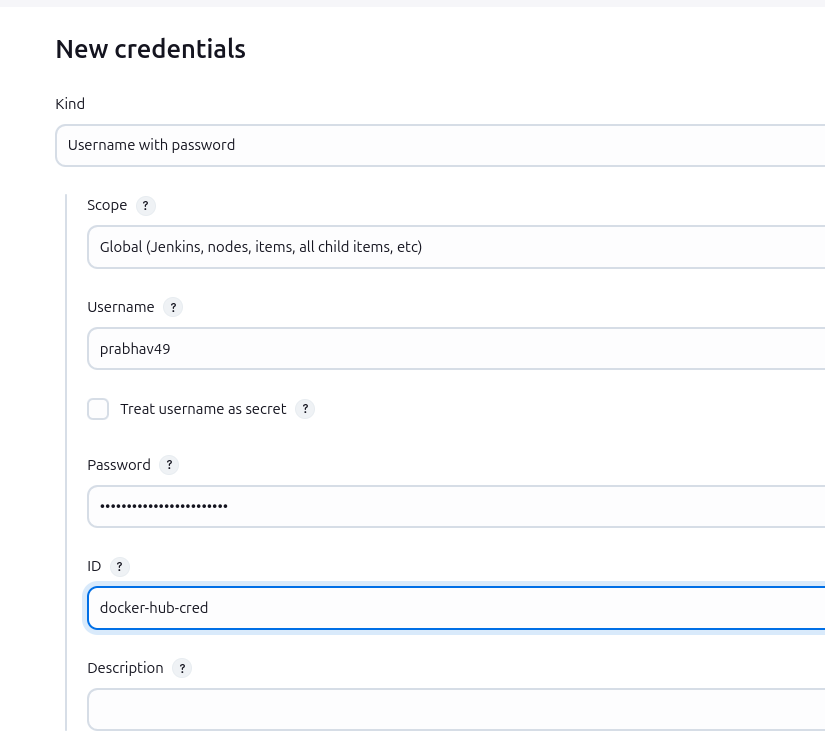 New credentials
Kind
Username with password
Scope ?
Global (Jenkins, nodes, items, all child items, etc)
Username ?
prabhav49
Treat username as secret ?
Password ?
••••••••••••••••••••••••
ID ?
docker-hub-cred
Description ?